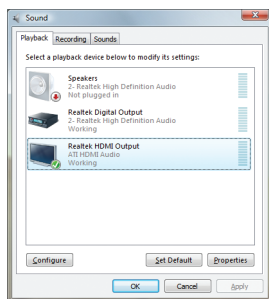 Sound
Playback Recording Sounds
Select a playback device below to modify its settings:
Speakers
2- Realtek High Definition Audio
Not plugged in
Realtek Digital Output
2- Realtek High Definition Audio
Working
Realtek HDMI Output
ATI HDMI Audio
Working
Configure Set Default Properties
OK Cancel Apply